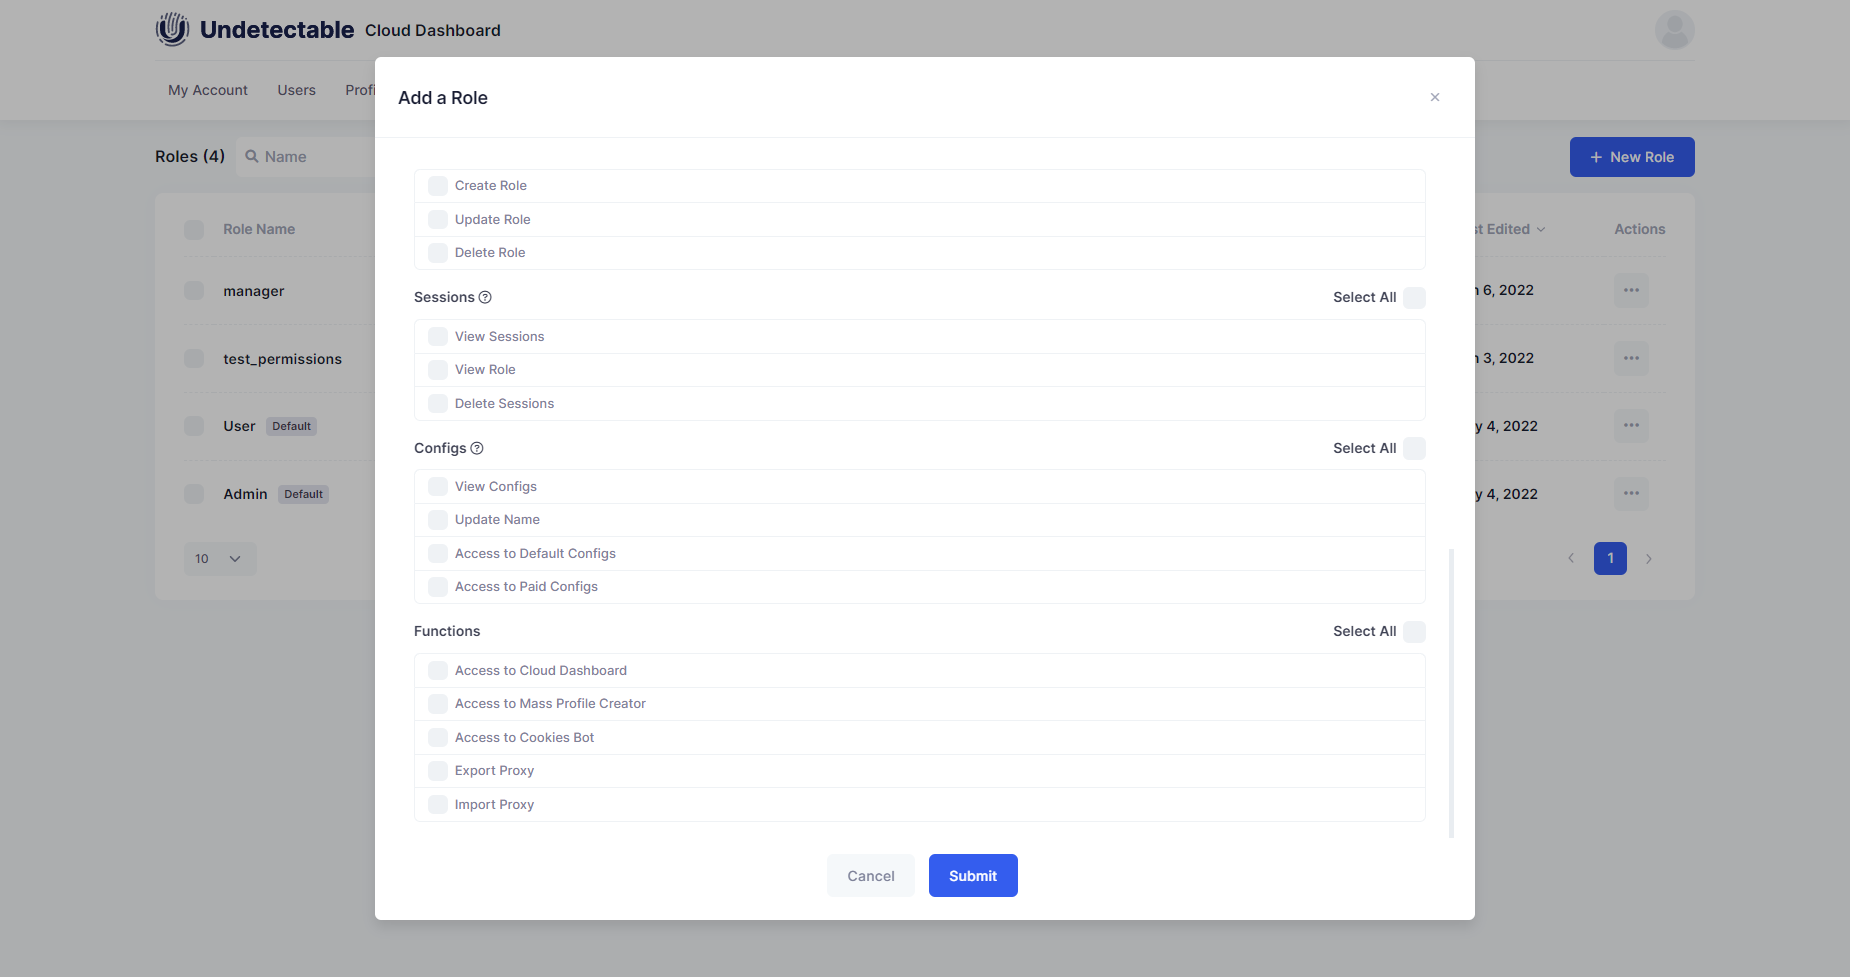 Undetectable Cloud Dashboard
My Account Users Profi
Add a Role
Roles (4) Name
New Role
Role Name
st Edited Actions
manager
6, 2022
test_permissions
3, 2022
User Default
y 4, 2022
Admin Default
y 4, 2022
10
1
Create Role
Update Role
Delete Role
Sessions ? Select All
View Sessions
View Role
Delete Sessions
Configs ? Select All
View Configs
Update Name
Access to Default Configs
Access to Paid Configs
Functions Select All
Access to Cloud Dashboard
Access to Mass Profile Creator
Access to Cookies Bot
Export Proxy
Import Proxy
Cancel Submit